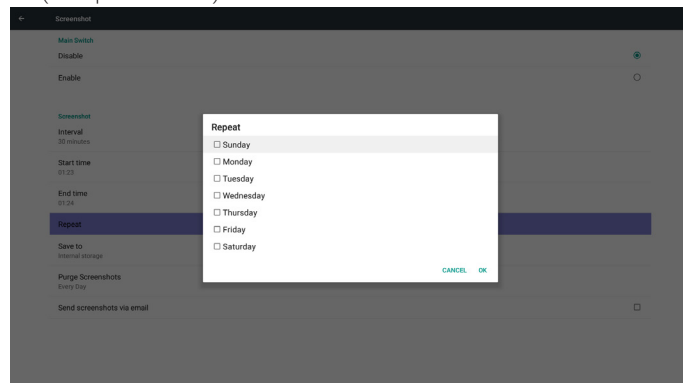 Screenshot
Main Switch
Disable
Enable
Screenshot
Interval
30 minutes
Start time
01:23
End time
01:24
Repeat
Save to
Internal storage
Purge Screenshots
Every Day
Send screenshots via email
Repeat
Sunday
Monday
Tuesday
Wednesday
Thursday
Friday
Saturday
CANCEL OK